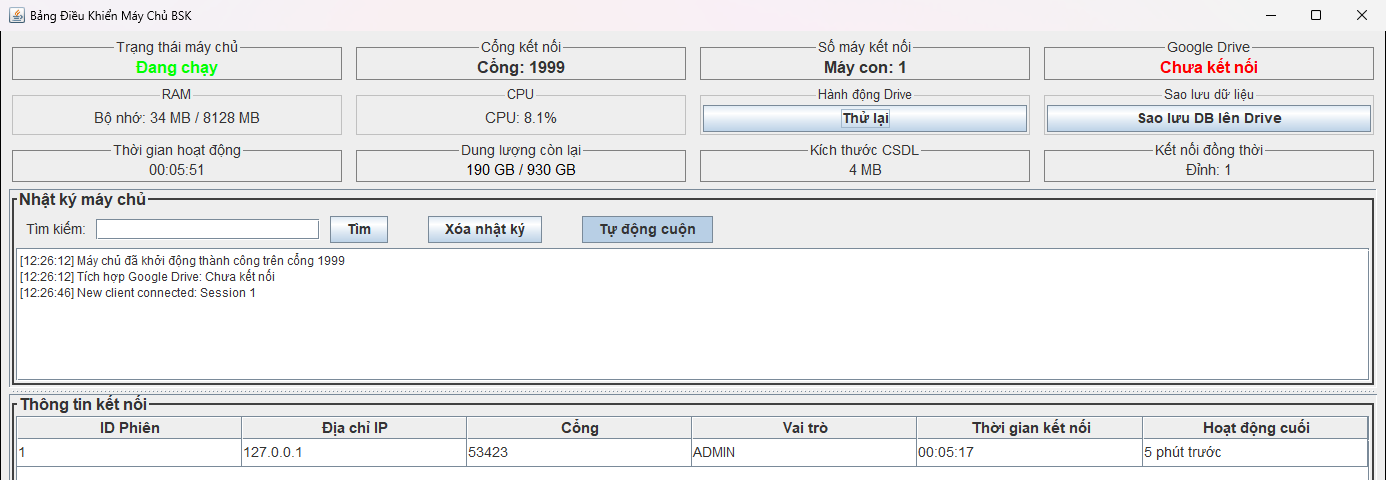 Bảng Điều Khiển Máy Chủ BSK
Trạng thái máy chủ
Đang chạy
Cổng kết nối
Cổng: 1999
Số máy kết nối
Máy con: 1
Google Drive
Chưa kết nối
RAM
Bộ nhớ: 34 MB / 8128 MB
CPU
CPU: 8.1%
Hành động Drive
Thử lại
Sao lưu dữ liệu
Sao lưu DB lên Drive
Thời gian hoạt động
00:05:51
Dung lượng còn lại
190 GB / 930 GB
Kích thước CSDL
4 MB
Kết nối đồng thời
Đỉnh: 1
Nhật ký máy chủ
Tìm kiếm: Tìm Xóa nhật ký Tự động cuộn
[12:26:12] Máy chủ đã khởi động thành công trên cổng 1999
[12:26:12] Tích hợp Google Drive: Chưa kết nối
[12:26:46] New client connected: Session 1
Thông tin kết nối
ID Phiên Địa chỉ IP Cổng Vai trò Thời gian kết nối Hoạt động cuối
1 127.0.0.1 53423 ADMIN 00:05:17 5 phút trước